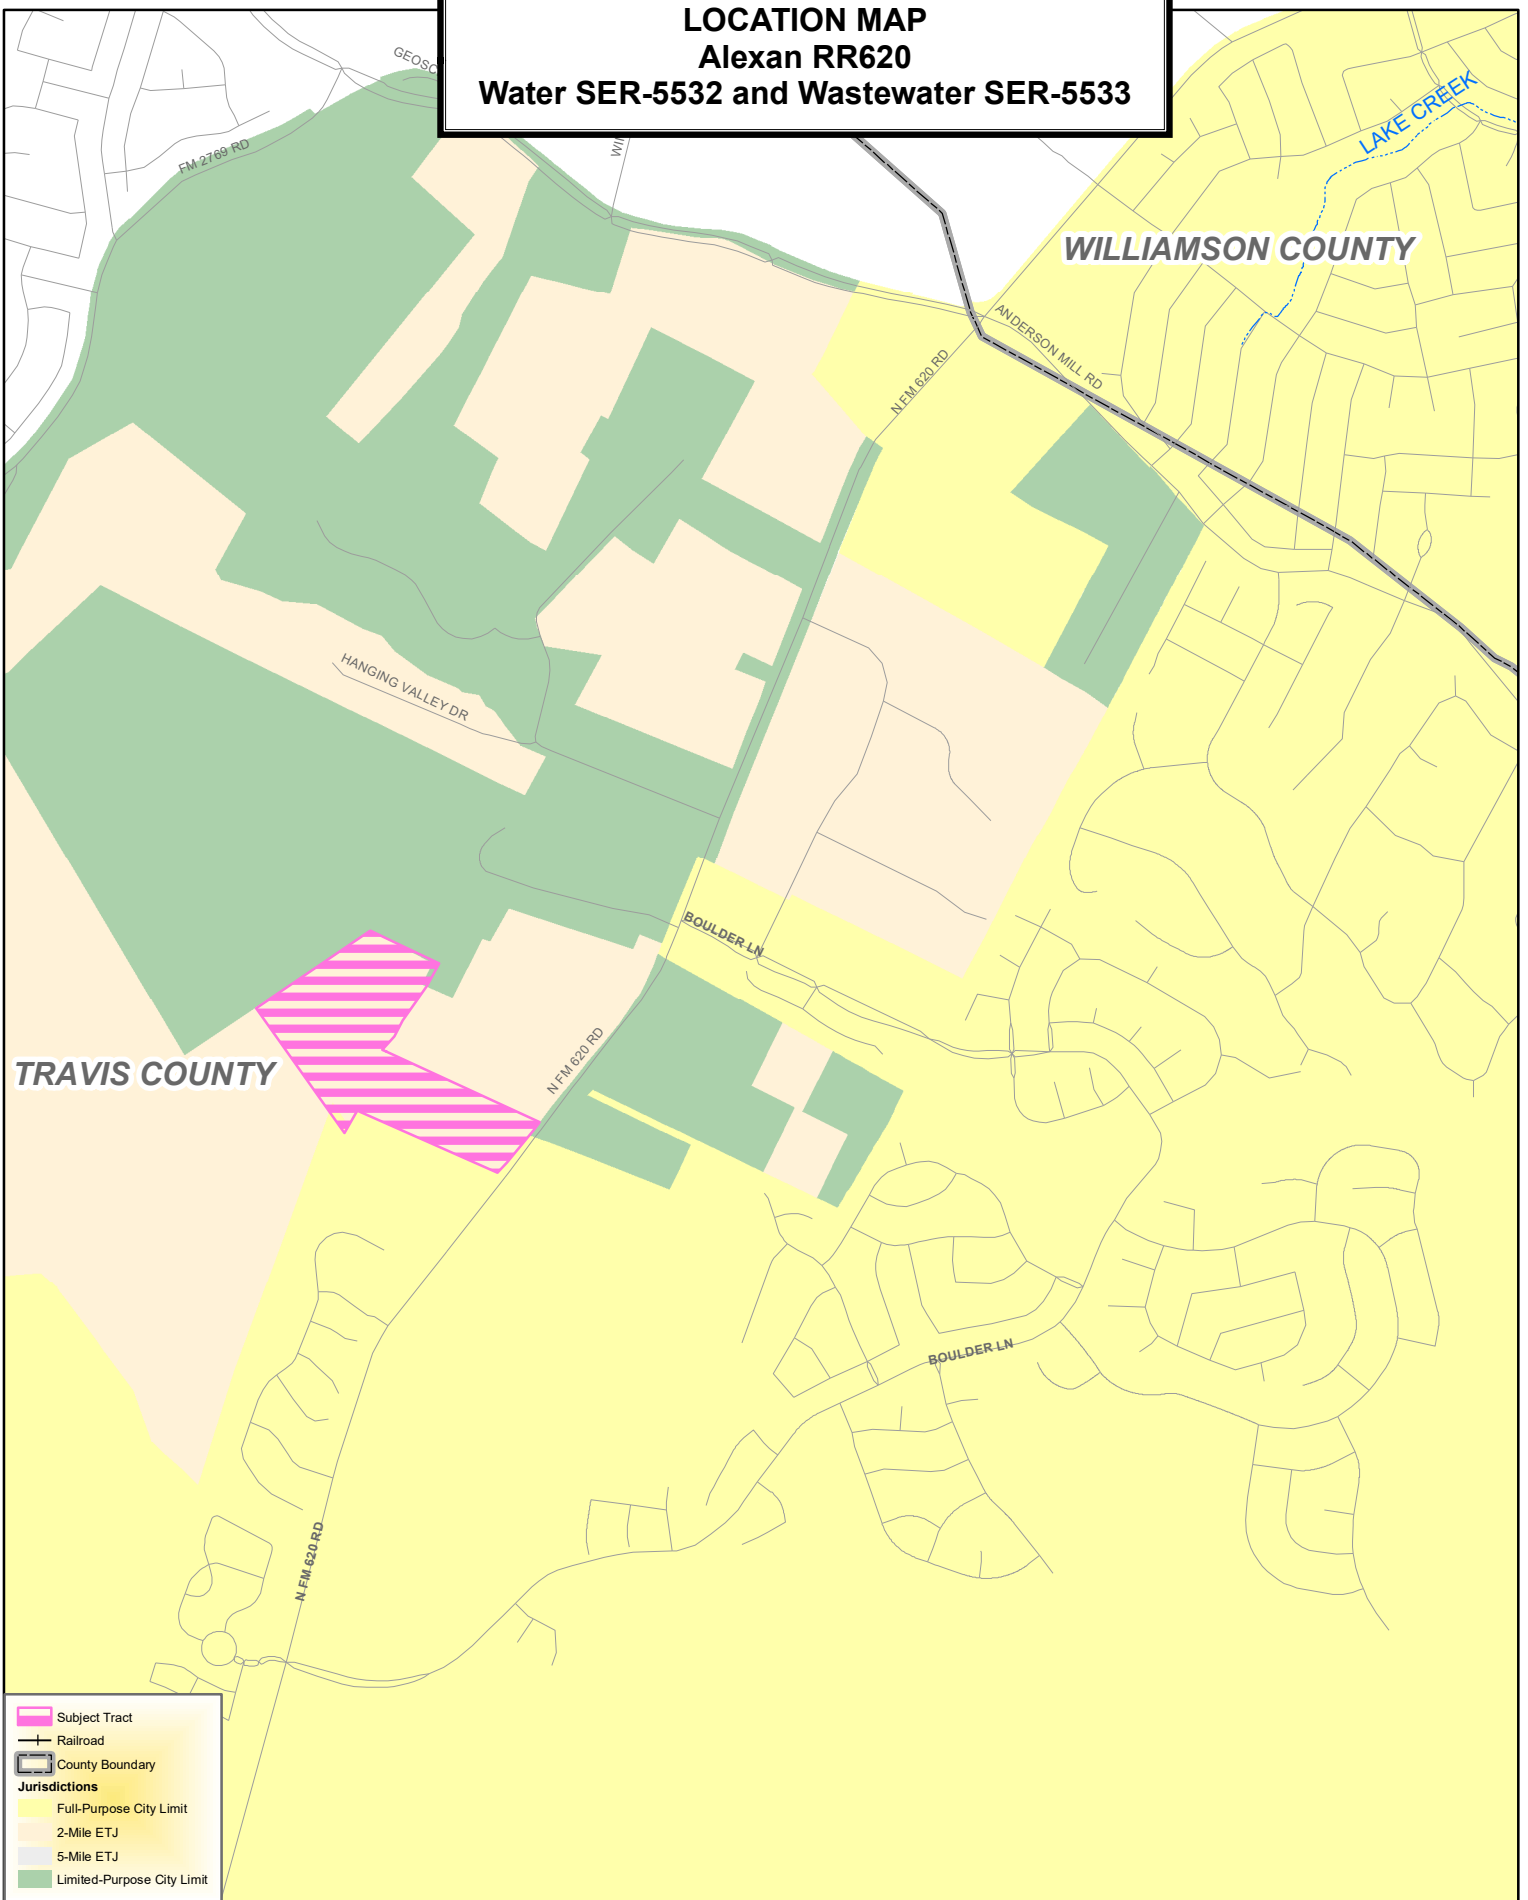 LOCATION MAP
Alexan RR620
Water SER-5532 and Wastewater SER-5533
FM 2769 RD
LAKE CREEK
WILLIAMSON COUNTY
ANDERSON MILL RD
N FM 620 RD
HANGING VALLEY DR
BOULDER LN
N FM 620 RD
TRAVIS COUNTY
BOULDER LN
N FM 620 RD
Subject Tract
Railroad
County Boundary
Jurisdictions
Full-Purpose City Limit
2-Mile ETJ
5-Mile ETJ
Limited-Purpose City Limit